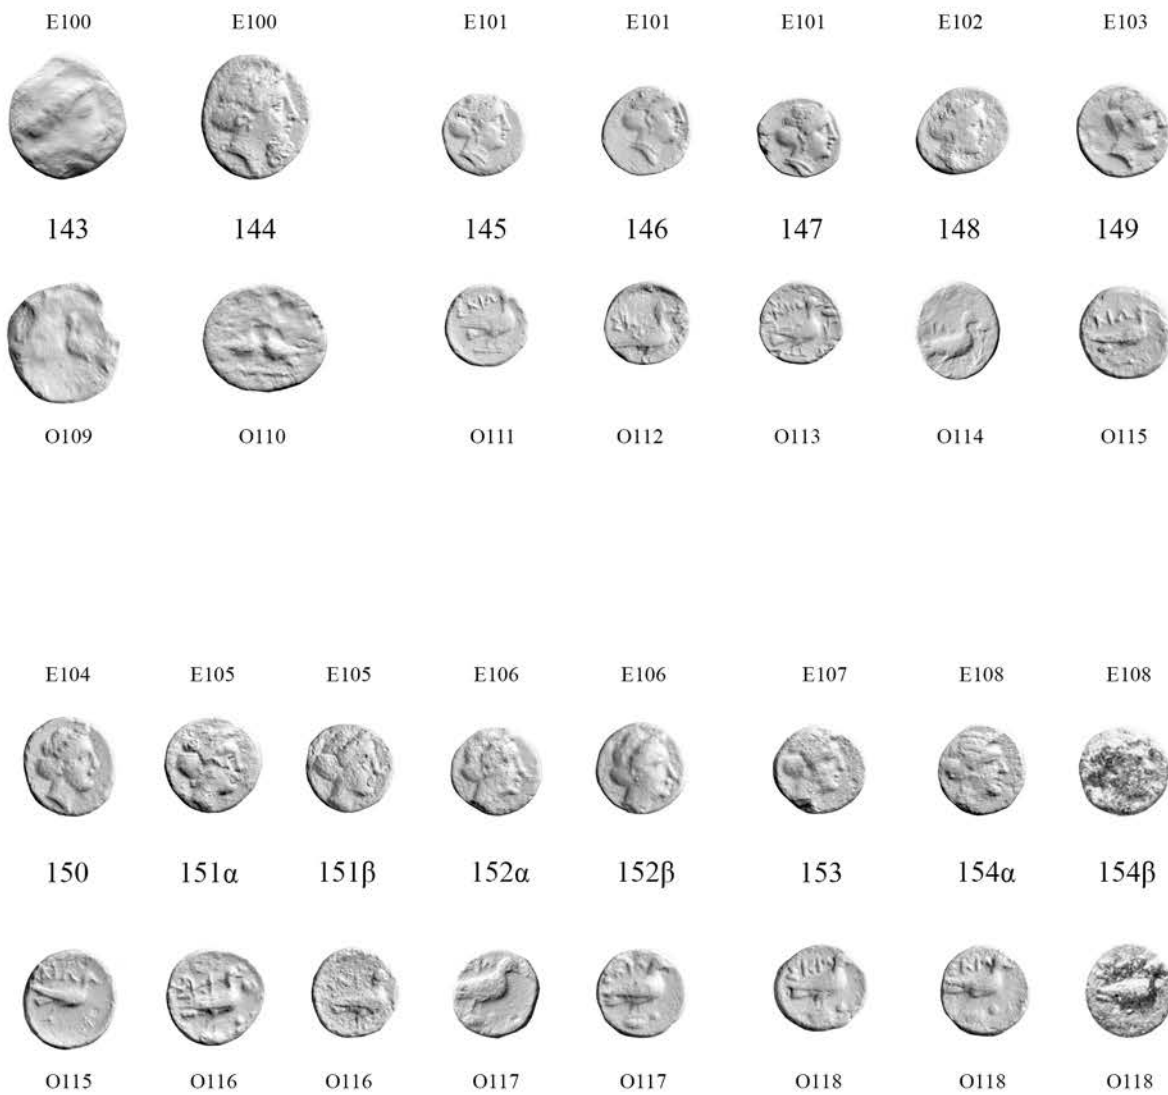 E100 E100 E101 E101 E101 E102 E103
143 144 145 146 147 148 149
O109 O110 O111 O112 O113 O114 O115
E104 E105 E105 E106 E106 E107 E108 E108
150 151α 151β 152α 152β 153 154α 154β
O115 O116 O116 O117 O117 O118 O118 O118